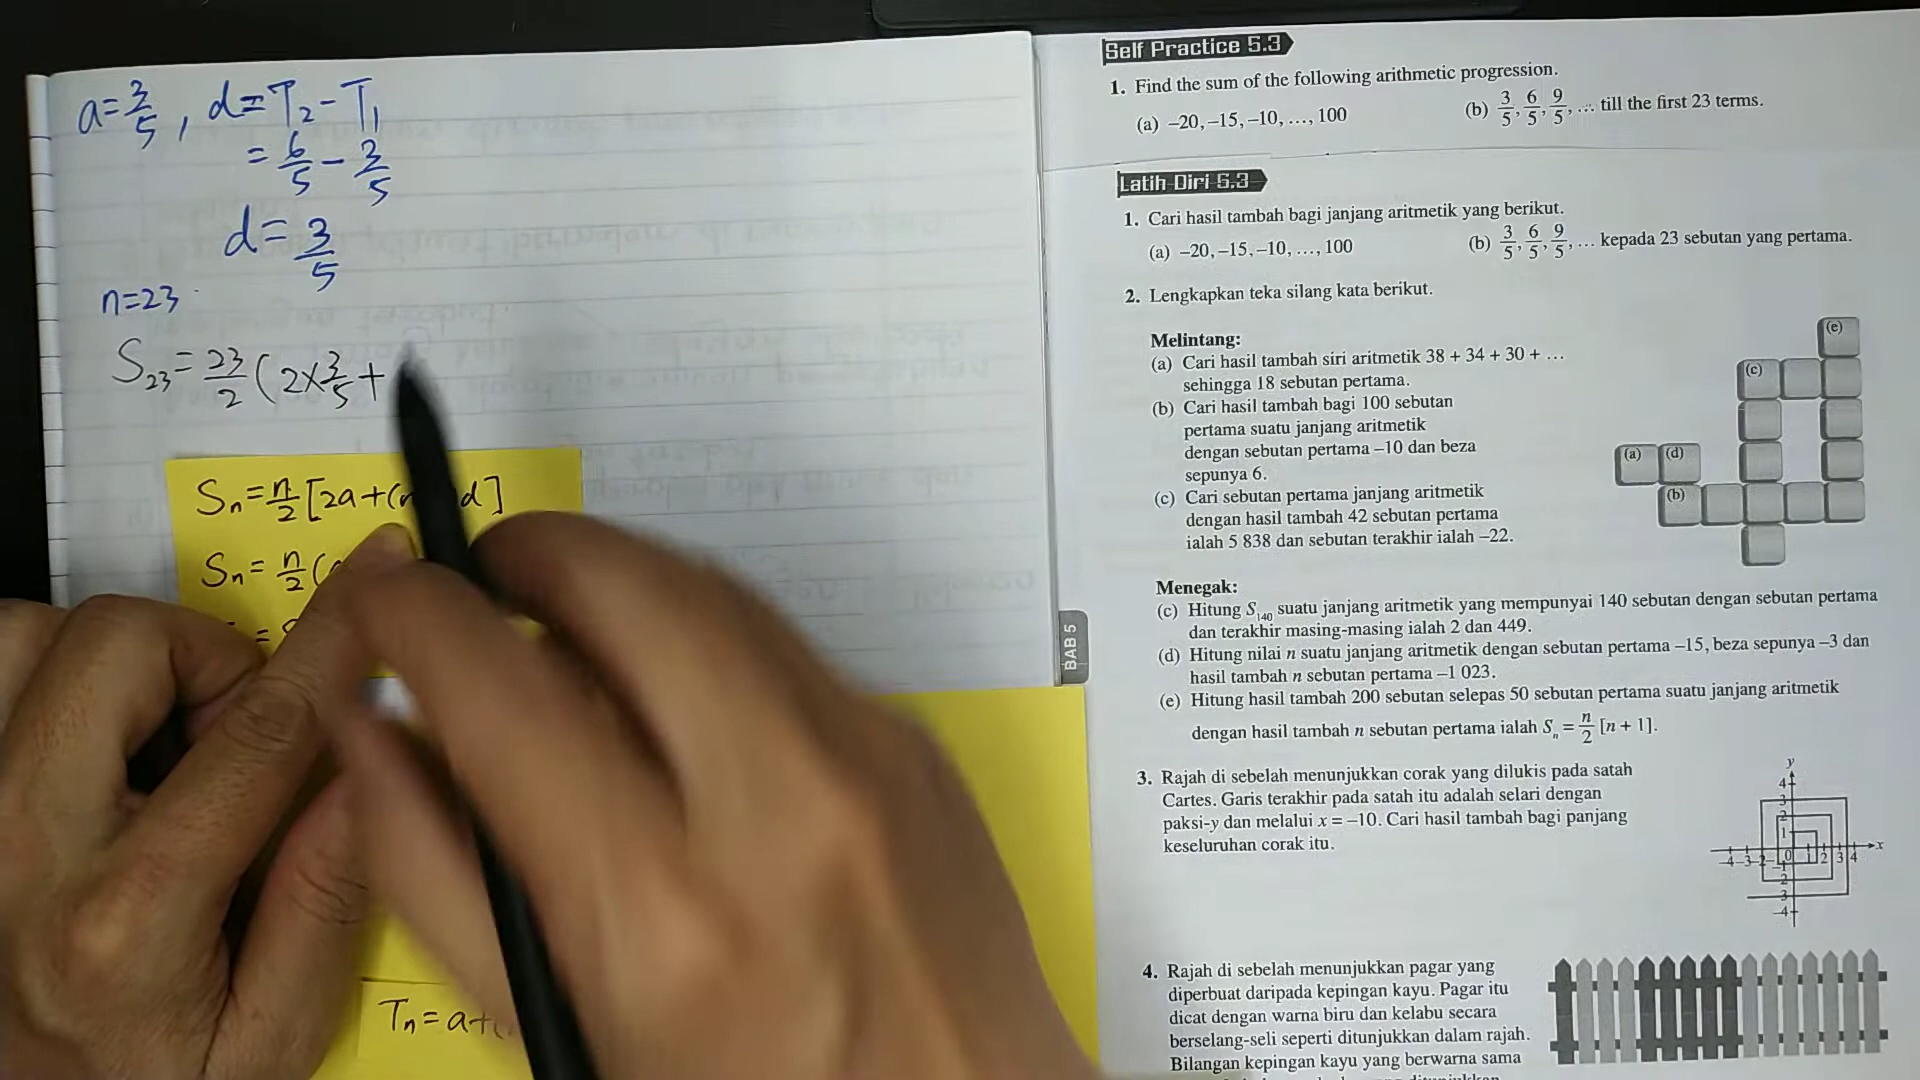 a=3/5, d=T₂-T₁
=6/5-3/5
d=3/5
n=23
S₂₃=23/2(2×3/5+
Sₙ=n/2[2a+( d]
Sₙ=n/2(
=
Tₙ=a+
Self Practice 5.3
1. Find the sum of the following arithmetic progression.
(a) –20, –15, –10, …, 100
(b) 3/5, 6/5, 9/5, … till the first 23 terms.
Latih Diri 5.3
1. Cari hasil tambah bagi janjang aritmetik yang berikut.
(a) –20, –15, –10, …, 100
(b) 3/5, 6/5, 9/5, … kepada 23 sebutan yang pertama.
2. Lengkapkan teka silang kata berikut.
Melintang:
(a) Cari hasil tambah siri aritmetik 38 + 34 + 30 + …
sehingga 18 sebutan pertama.
(b) Cari hasil tambah bagi 100 sebutan
pertama suatu janjang aritmetik
dengan sebutan pertama –10 dan beza
sepunya 6.
(c) Cari sebutan pertama janjang aritmetik
dengan hasil tambah 42 sebutan pertama
ialah 5 838 dan sebutan terakhir ialah –22.
(e)
(c)
(a) (d)
(b)
Menegak:
(c) Hitung S₁₄₀ suatu janjang aritmetik yang mempunyai 140 sebutan dengan sebutan pertama
dan terakhir masing-masing ialah 2 dan 449.
(d) Hitung nilai n suatu janjang aritmetik dengan sebutan pertama –15, beza sepunya –3 dan
hasil tambah n sebutan pertama –1 023.
(e) Hitung hasil tambah 200 sebutan selepas 50 sebutan pertama suatu janjang aritmetik
dengan hasil tambah n sebutan pertama ialah Sₙ = n/2 [n + 1].
BAB 5
3. Rajah di sebelah menunjukkan corak yang dilukis pada satah
Cartes. Garis terakhir pada satah itu adalah selari dengan
paksi-y dan melalui x = –10. Cari hasil tambah bagi panjang
keseluruhan corak itu.
y
4
3
2
1
–4 –3 –2 –1 0 1 2 3 4 x
2
3
–4
4. Rajah di sebelah menunjukkan pagar yang
diperbuat daripada kepingan kayu. Pagar itu
dicat dengan warna biru dan kelabu secara
berselang-seli seperti ditunjukkan dalam rajah.
Bilangan kepingan kayu yang berwarna sama